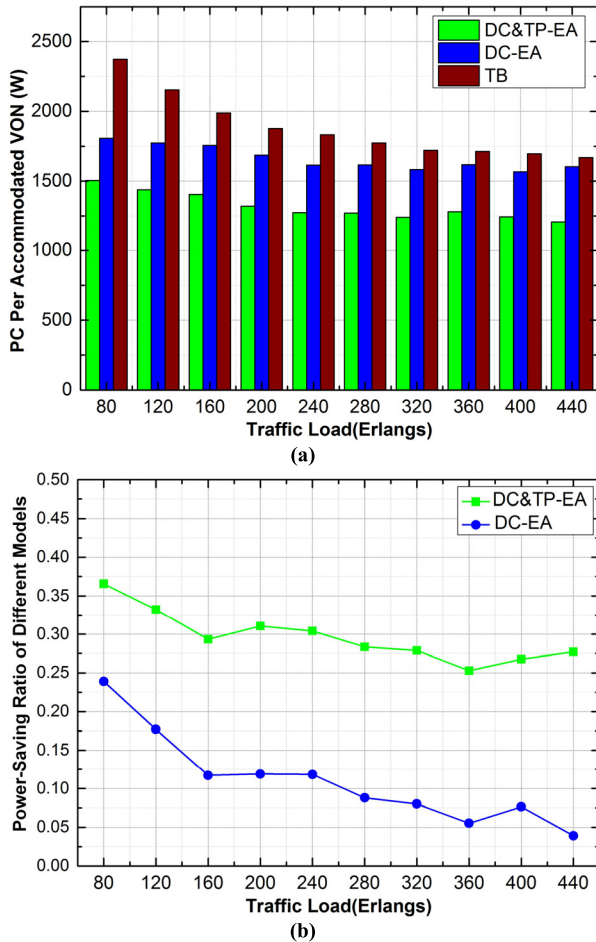 2500
2000
1500
1000
500
0
PC Per Accommodated VON (W)
DC&TP-EA
DC-EA
TB
80 120 160 200 240 280 320 360 400 440
Traffic Load(Erlangs)
(a)
0.50
0.45
0.40
0.35
0.30
0.25
0.20
0.15
0.10
0.05
0.00
Power-Saving Ratio of Different Models
DC&TP-EA
DC-EA
80 120 160 200 240 280 320 360 400 440
Traffic Load(Erlangs)
(b)